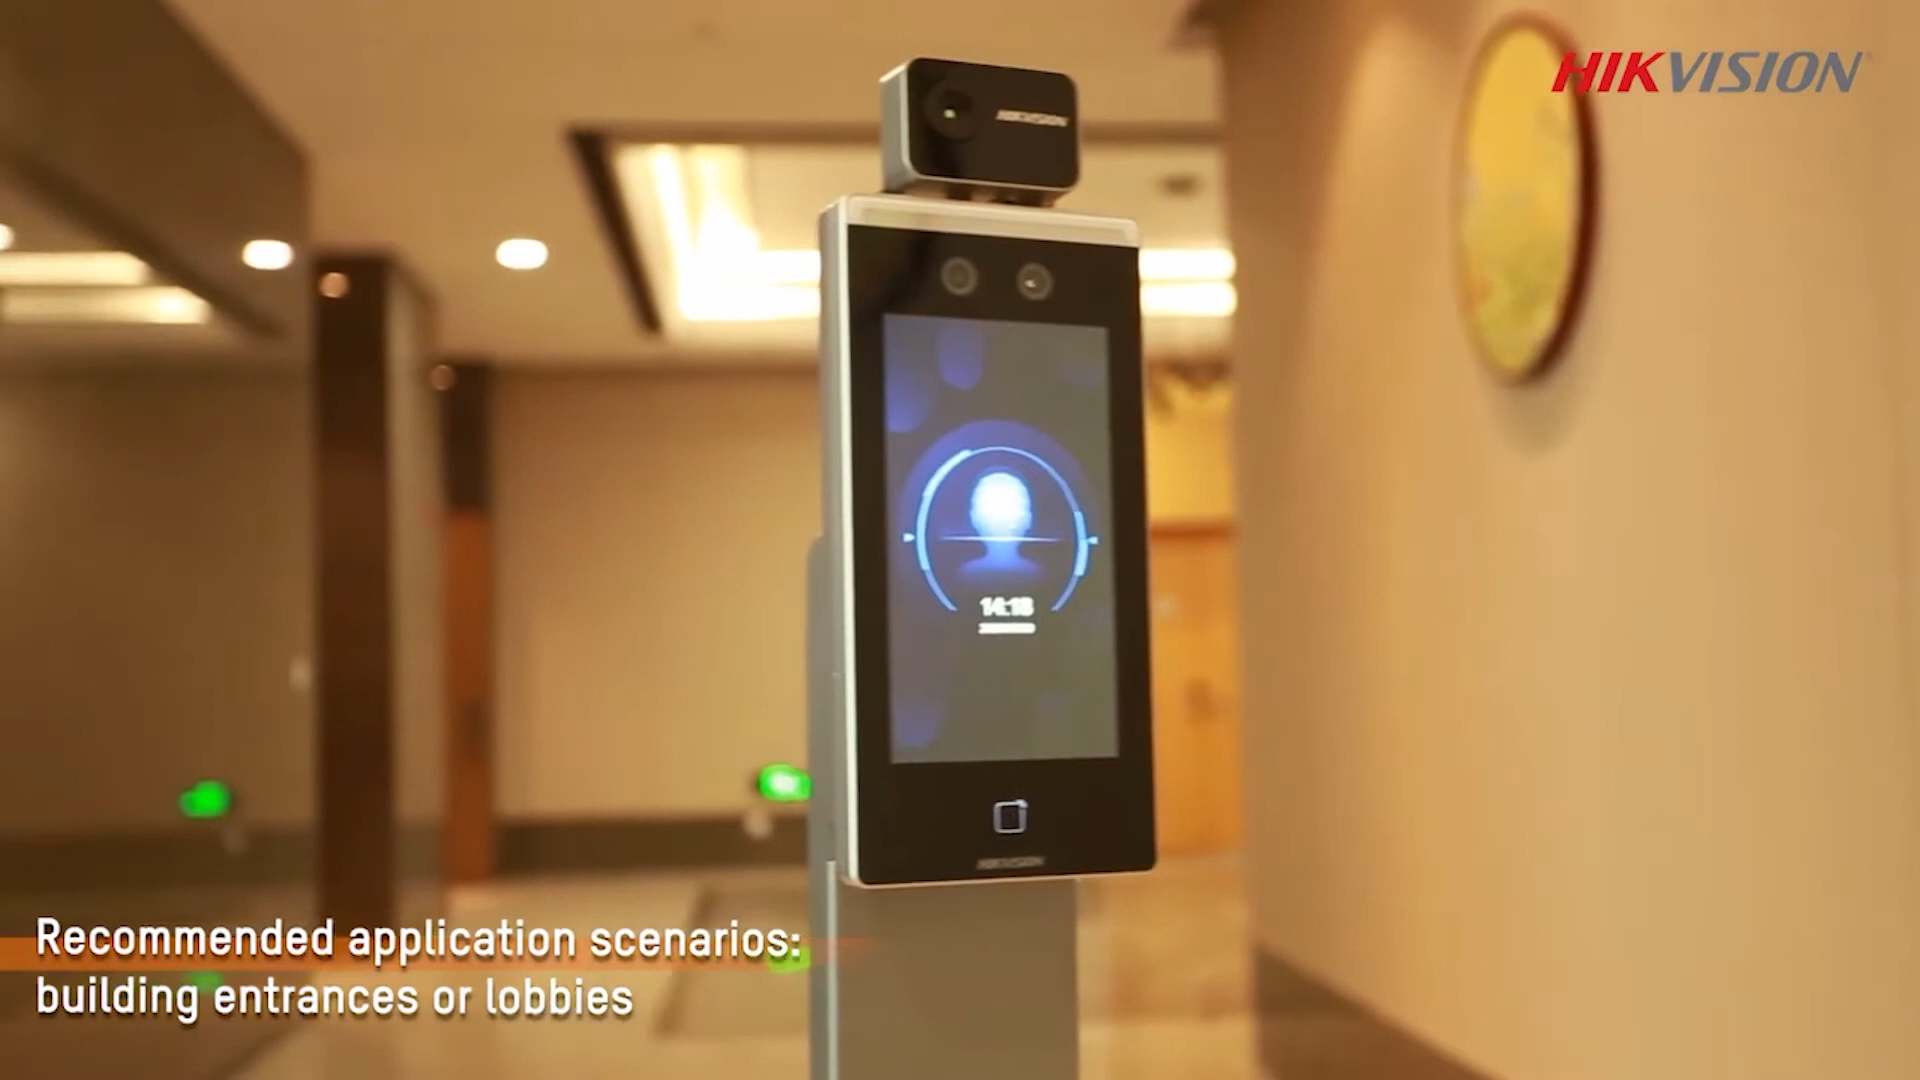 HIKVISION
HIKVISION
14:18
HIKVISION
Recommended application scenarios:
building entrances or lobbies